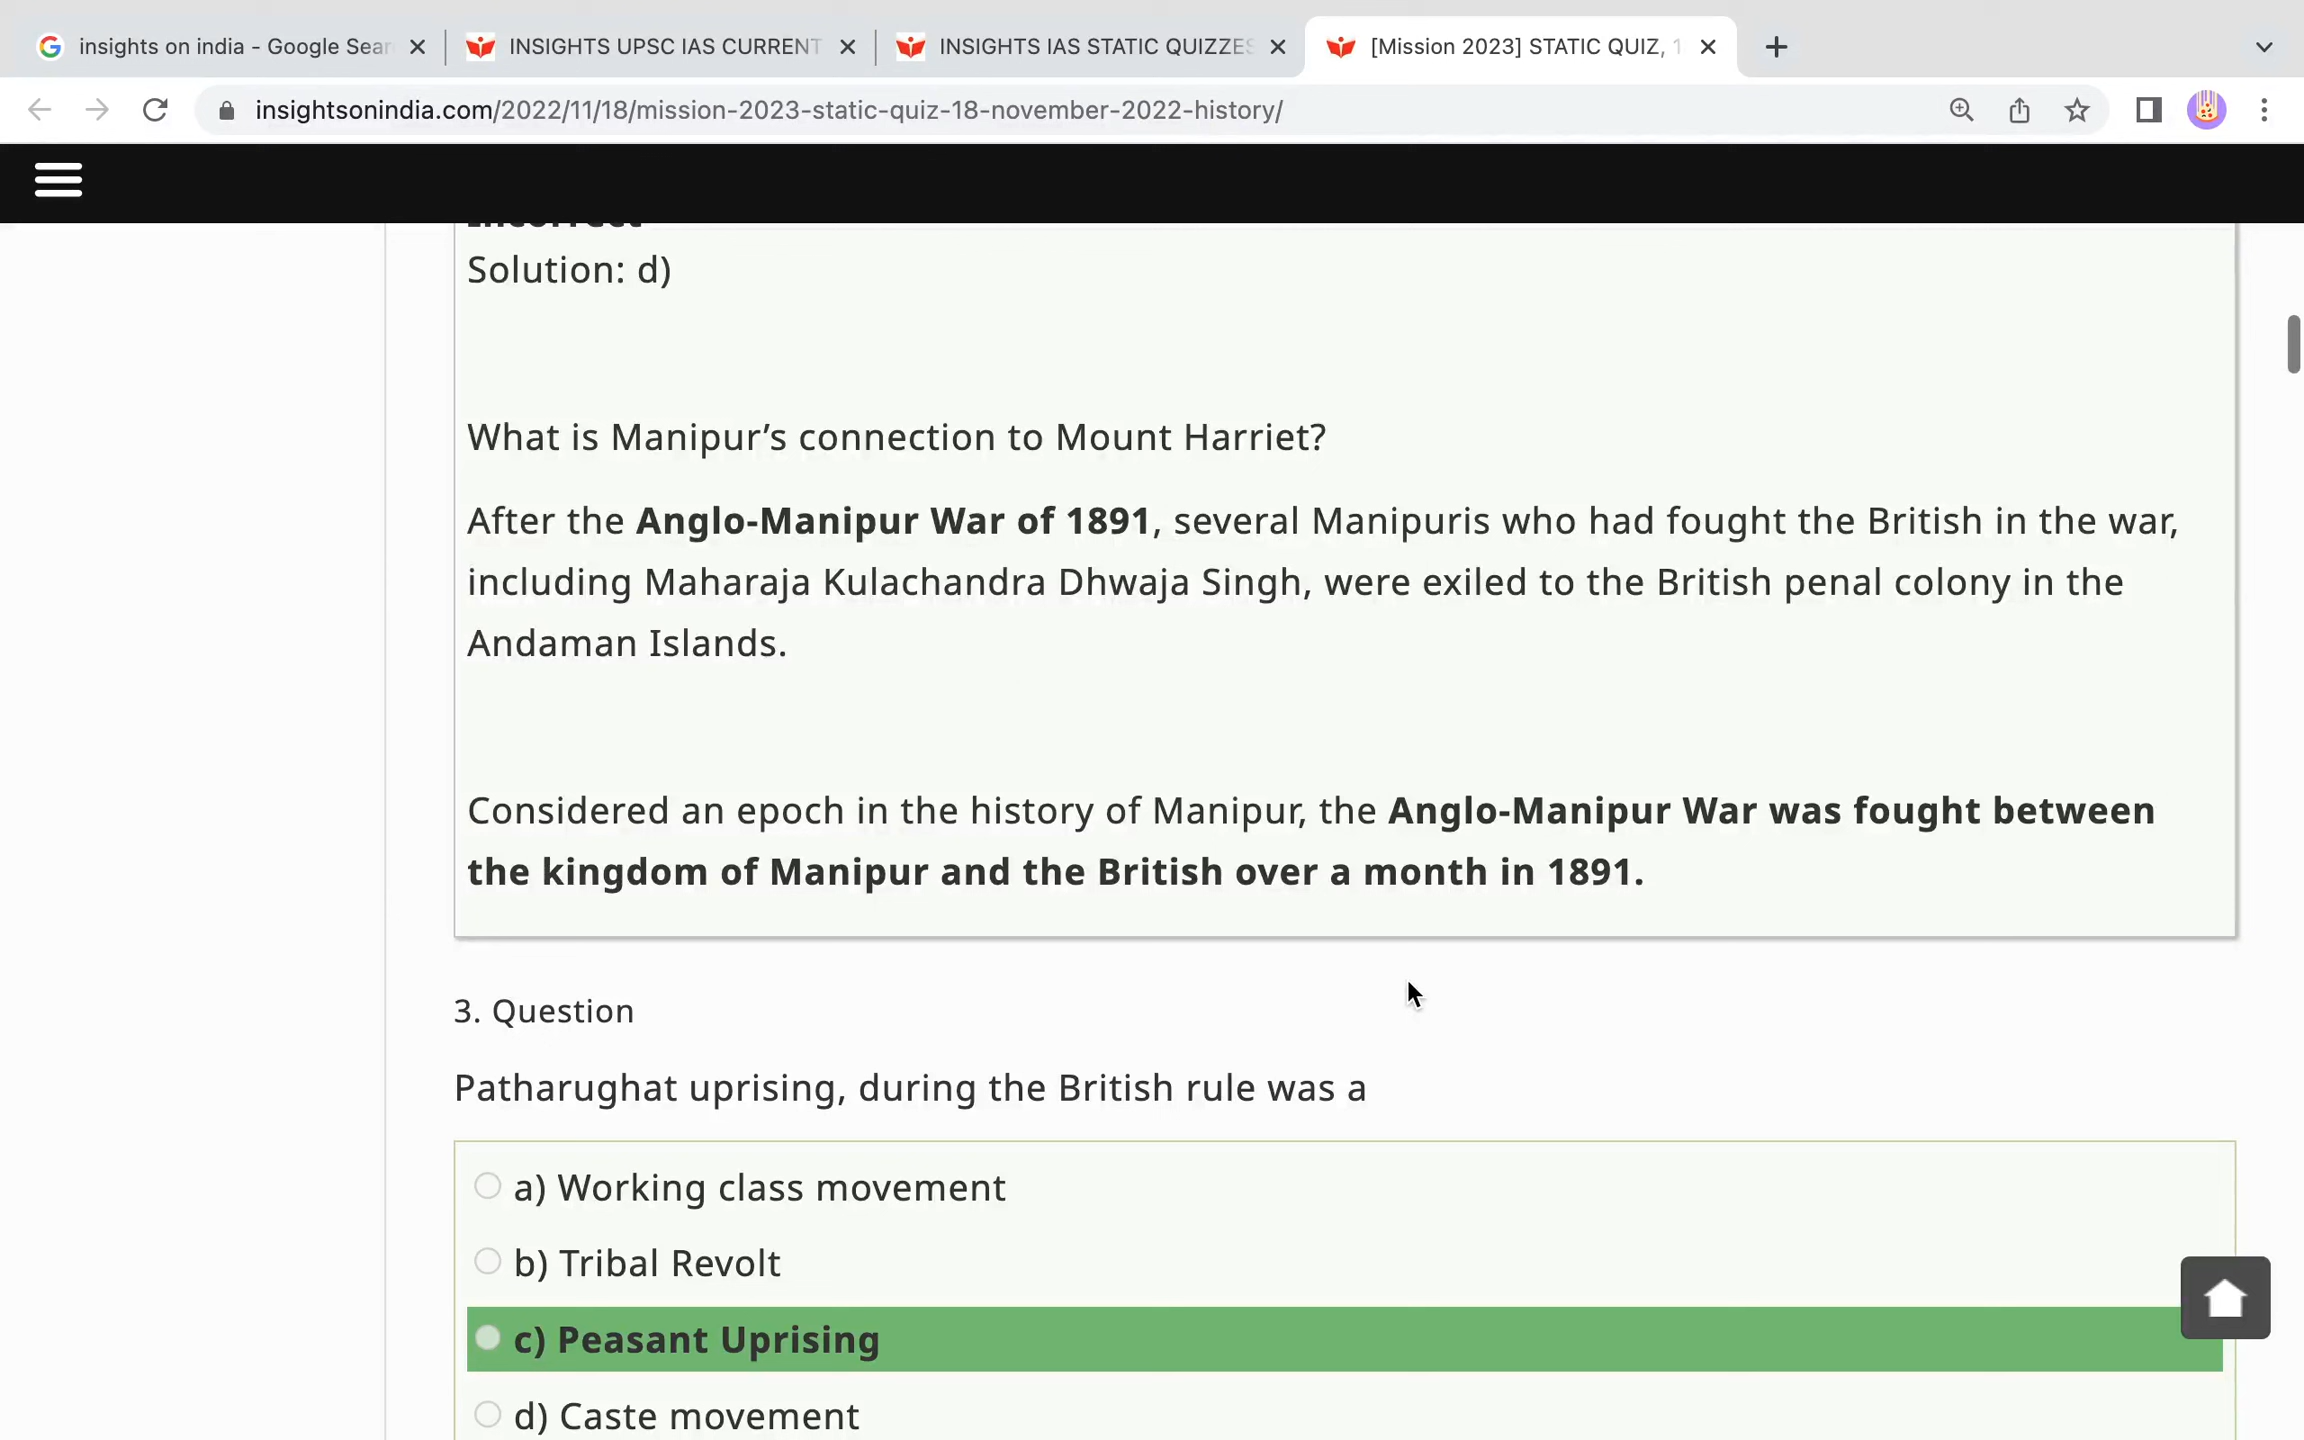 insights on india - Google Sear
INSIGHTS UPSC IAS CURRENT
INSIGHTS IAS STATIC QUIZZES
[Mission 2023] STATIC QUIZ, 1
insightsonindia.com/2022/11/18/mission-2023-static-quiz-18-november-2022-history/
Incorrect
Solution: d)
What is Manipur’s connection to Mount Harriet?
After the Anglo-Manipur War of 1891, several Manipuris who had fought the British in the war,
including Maharaja Kulachandra Dhwaja Singh, were exiled to the British penal colony in the
Andaman Islands.
Considered an epoch in the history of Manipur, the Anglo-Manipur War was fought between
the kingdom of Manipur and the British over a month in 1891.
3. Question
Patharughat uprising, during the British rule was a
a) Working class movement
b) Tribal Revolt
c) Peasant Uprising
d) Caste movement